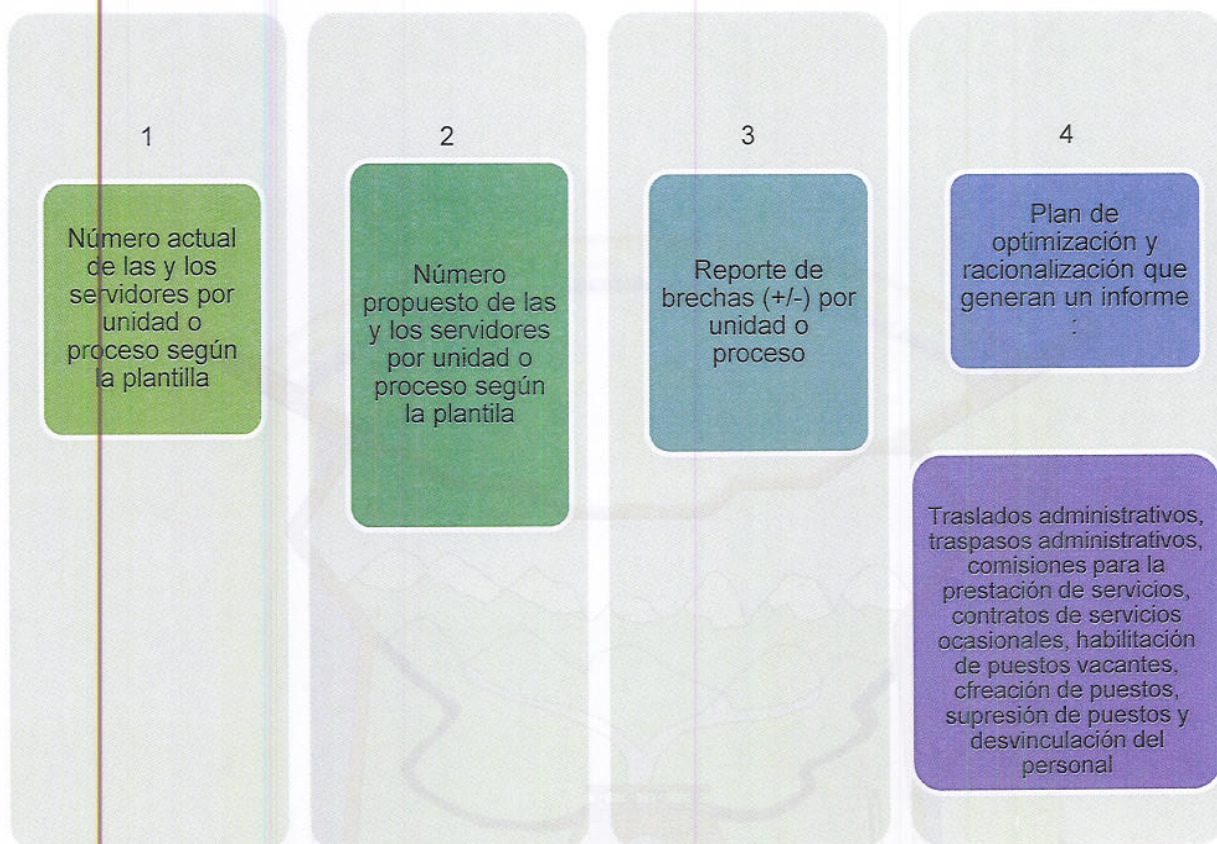 1
Número actual
de las y los
servidores por
unidad o
proceso según
la plantilla
2
Número
propuesto de las
y los servidores
por unidad o
proceso según
la plantila
3
Reporte de
brechas (+/-) por
unidad o
proceso
4
Plan de
optimización y
racionalización que
generan un informe
:
Traslados administrativos,
traspasos administrativos,
comisiones para la
prestación de servicios,
contratos de servicios
ocasionales, habilitación
de puestos vacantes,
cfreación de puestos,
supresión de puestos y
desvinculación del
personal